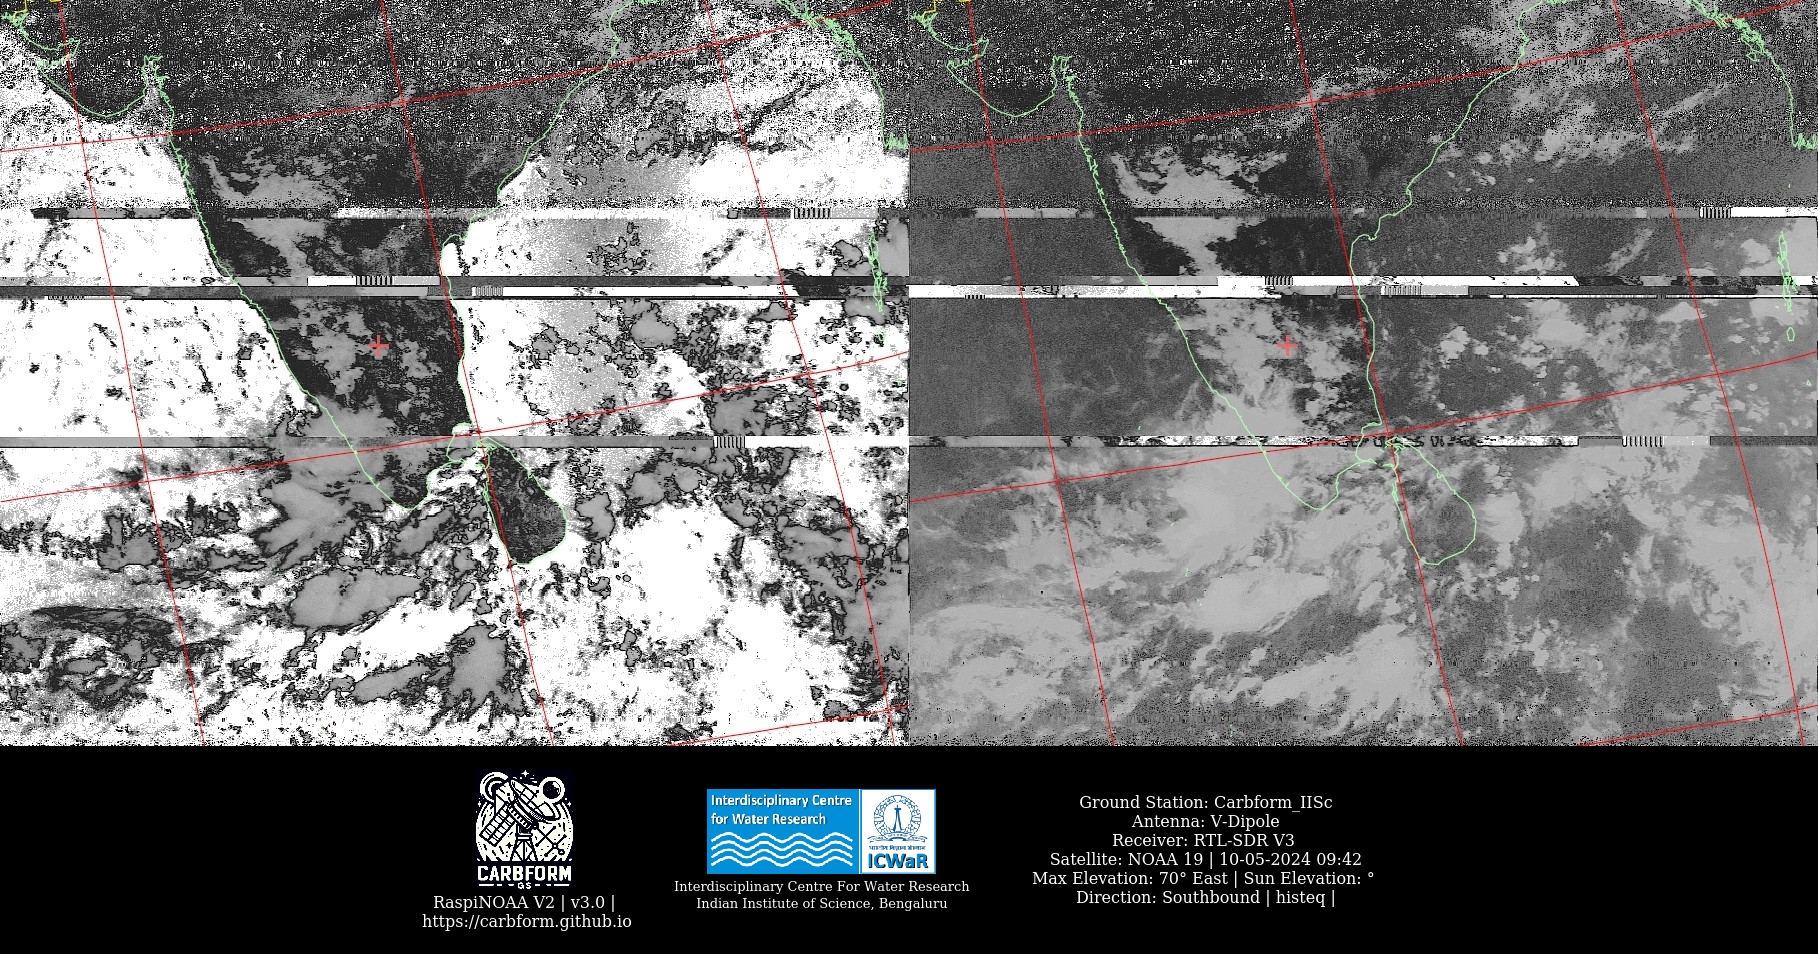 CARBFORM
GS
RaspiNOAA V2 | v3.0 |
https://carbform.github.io
Interdisciplinary Centre
for Water Research
भारतीय विज्ञान संस्थान
ICWaR
Interdisciplinary Centre For Water Research
Indian Institute of Science, Bengaluru
Ground Station: Carbform_IISc
Antenna: V-Dipole
Receiver: RTL-SDR V3
Satellite: NOAA 19 | 10-05-2024 09:42
Max Elevation: 70° East | Sun Elevation: °
Direction: Southbound | histeq |